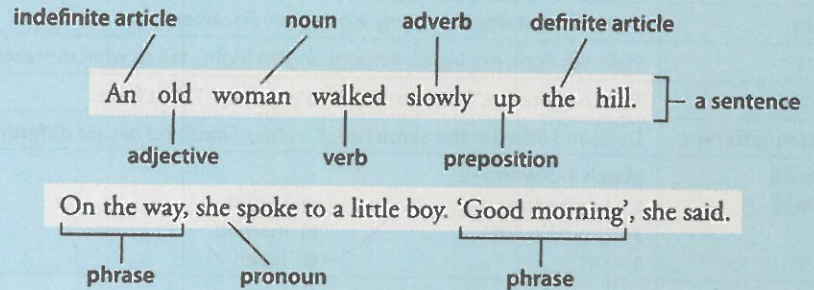 indefinite article noun adverb definite article
An old woman walked slowly up the hill. a sentence
adjective verb preposition
On the way, she spoke to a little boy. 'Good morning', she said.
phrase pronoun phrase